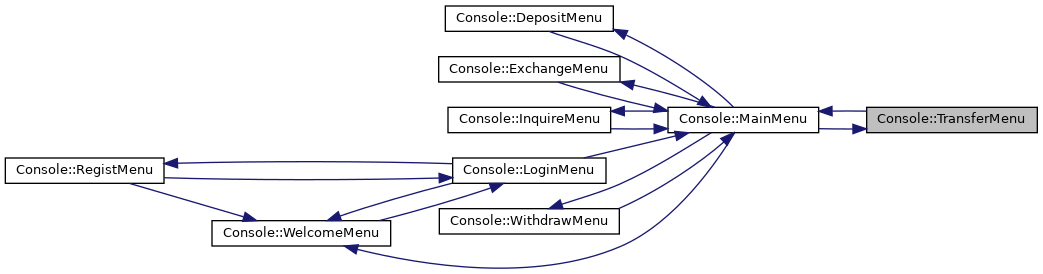 Console::DepositMenu
Console::ExchangeMenu
Console::InquireMenu
Console::MainMenu
Console::TransferMenu
Console::RegistMenu
Console::LoginMenu
Console::WithdrawMenu
Console::WelcomeMenu